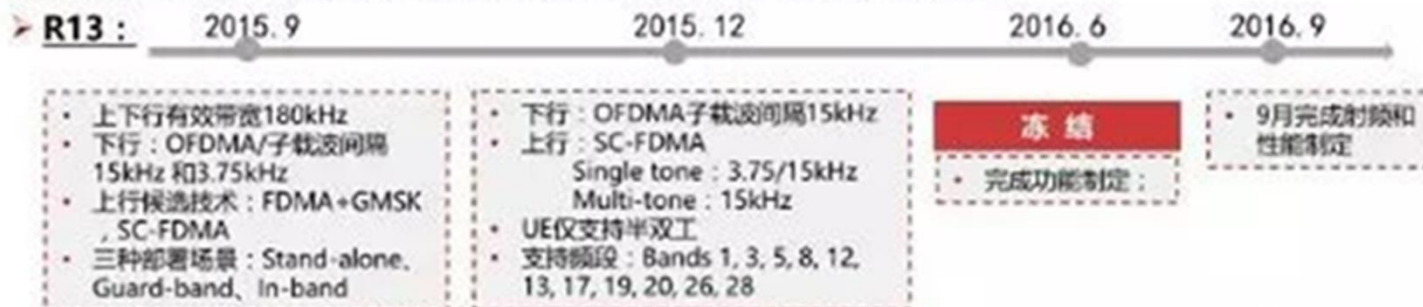 R13：
2015.9
2015.12
2016.6
2016.9
• 上下行有效带宽180kHz
• 下行：OFDMA/子载波间隔
15kHz 和3.75kHz
• 上行候选技术：FDMA+GMSK
, SC-FDMA
• 三种部署场景：Stand-alone、
Guard-band、In-band
• 下行：OFDMA子载波间隔15kHz
• 上行：SC-FDMA
Single tone：3.75/15kHz
Multi-tone：15kHz
• UE仅支持半双工
• 支持频段：Bands 1, 3, 5, 8, 12,
13, 17, 19, 20, 26, 28
冻 结
• 完成功能制定；
• 9月完成射频和
性能制定